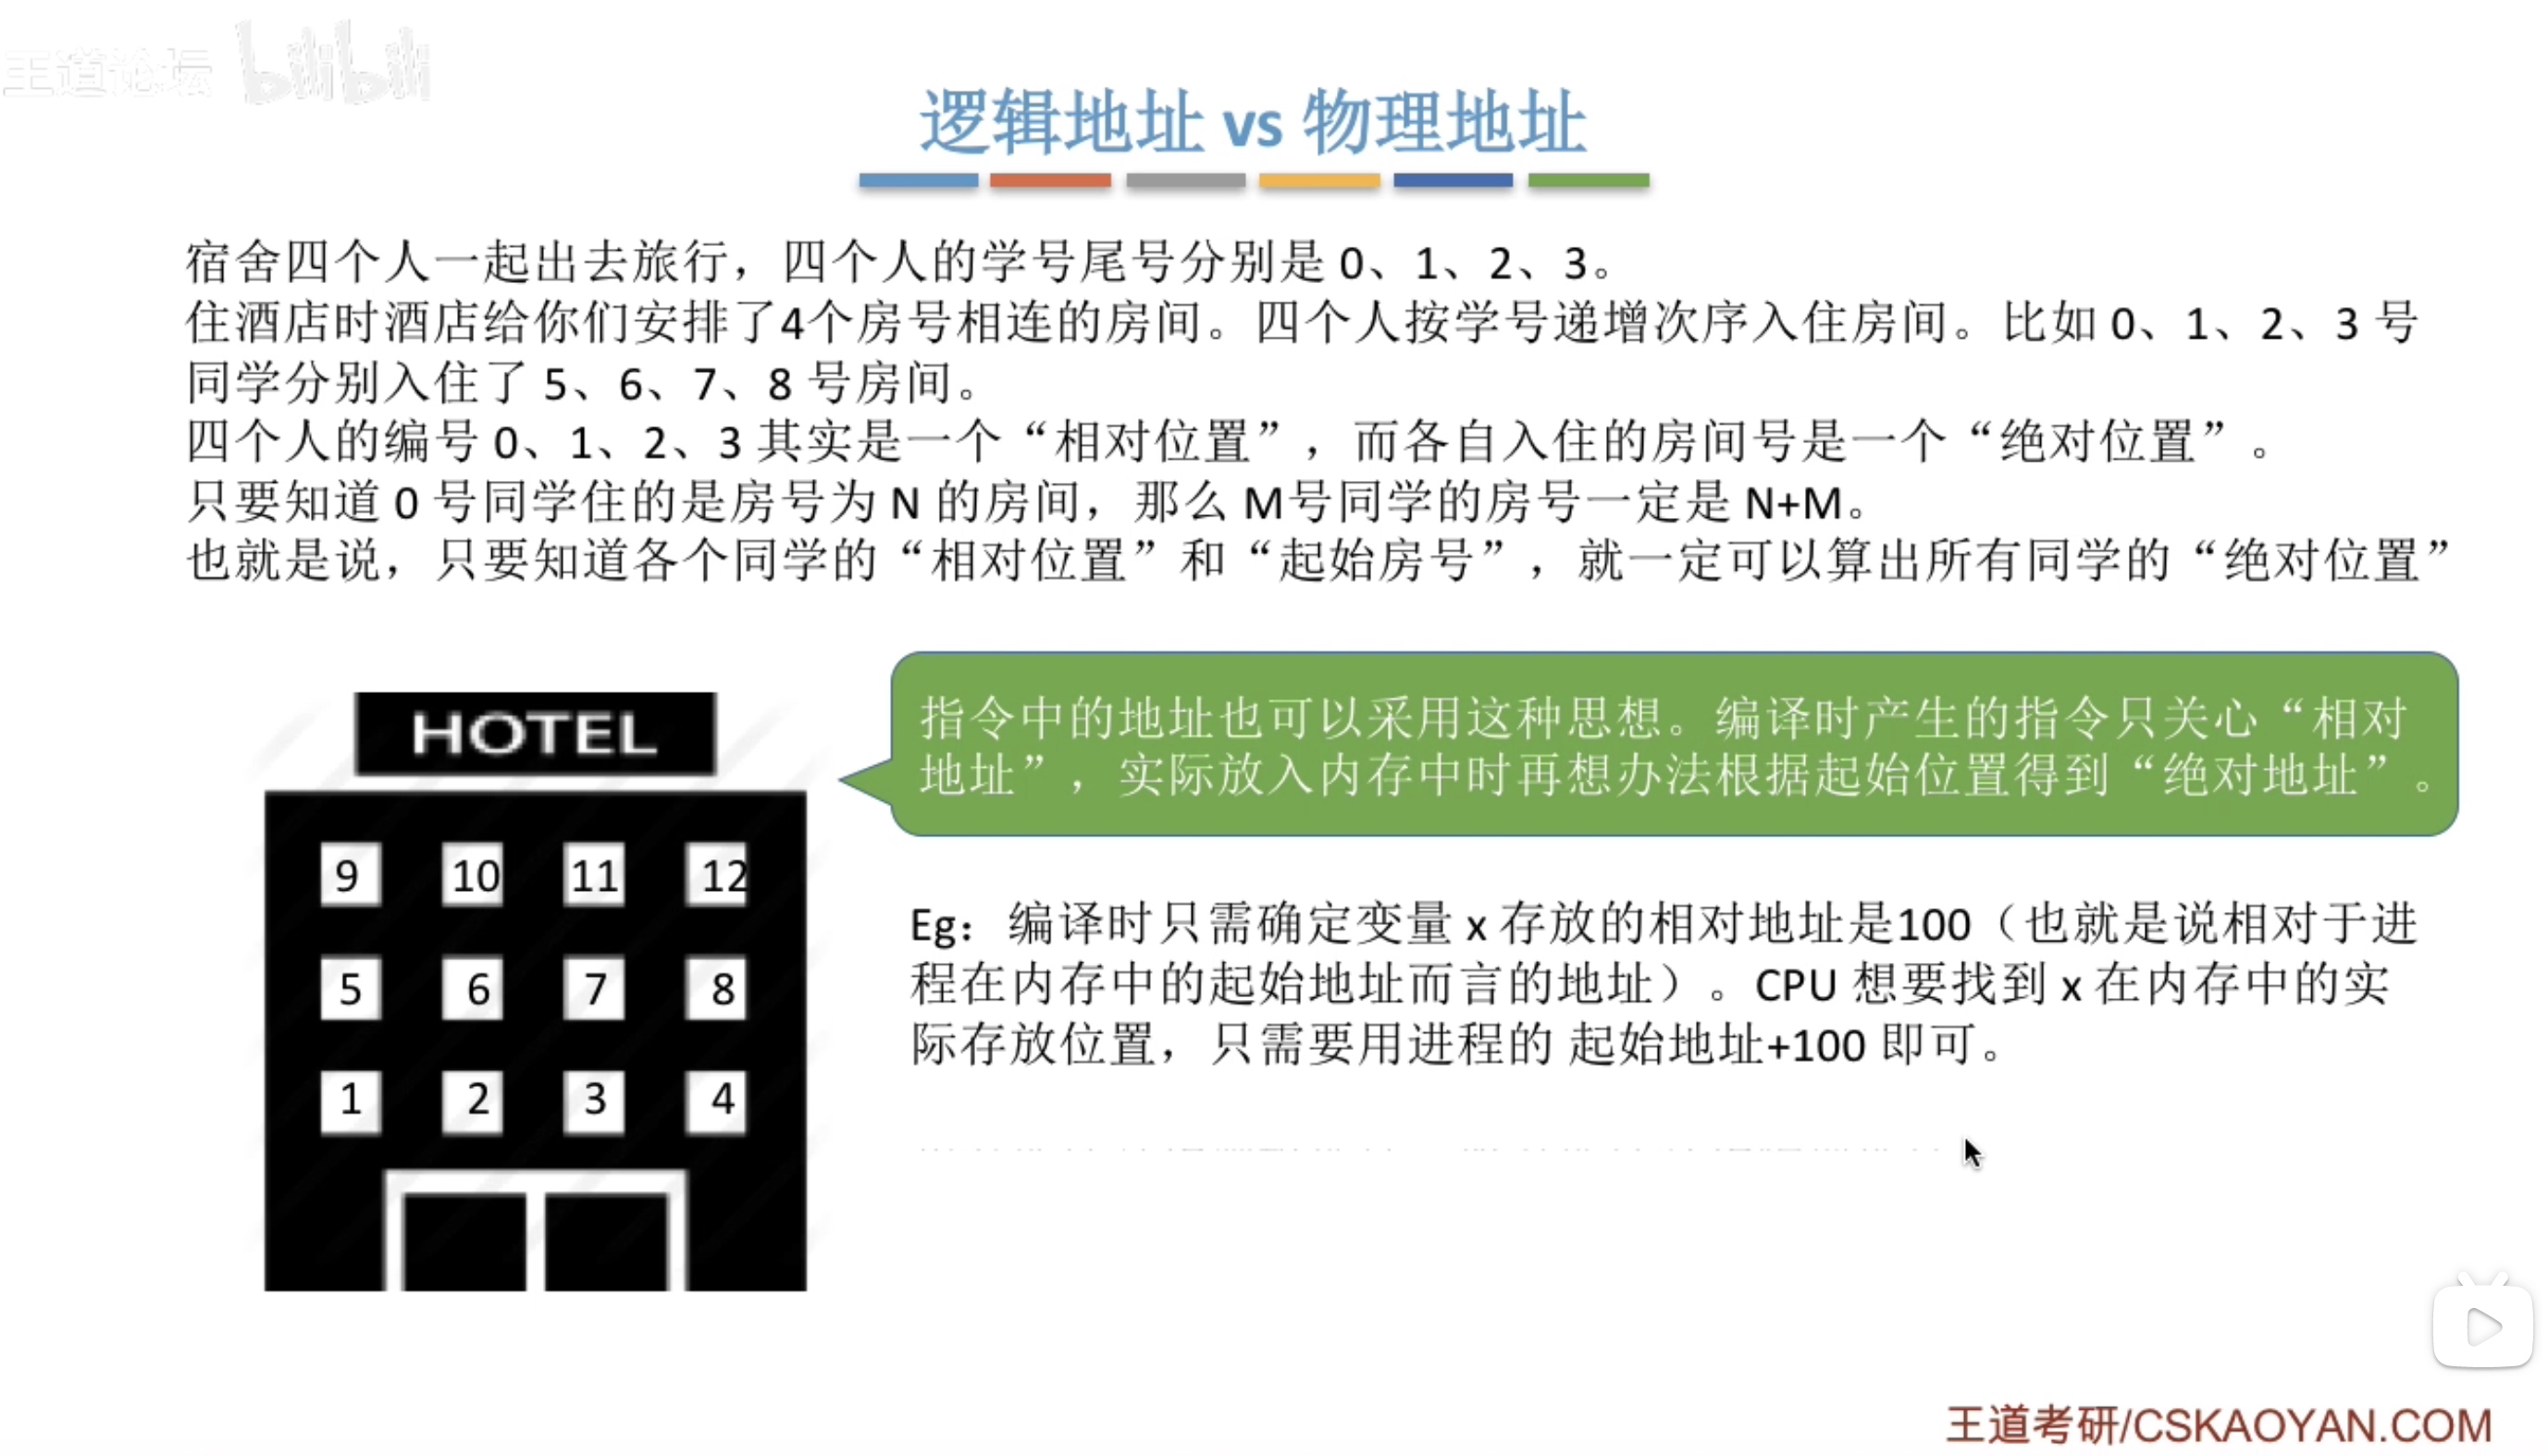 王道论坛 bilibili
逻辑地址 vs 物理地址
宿舍四个人一起出去旅行，四个人的学号尾号分别是 0、1、2、3。
住酒店时酒店给你们安排了4个房号相连的房间。四个人按学号递增次序入住房间。比如 0、1、2、3 号
同学分别入住了 5、6、7、8 号房间。
四个人的编号 0、1、2、3 其实是一个“相对位置”，而各自入住的房间号是一个“绝对位置”。
只要知道 0 号同学住的是房号为 N 的房间，那么 M号同学的房号一定是 N+M。
也就是说，只要知道各个同学的“相对位置”和“起始房号”，就一定可以算出所有同学的“绝对位置”
指令中的地址也可以采用这种思想。编译时产生的指令只关心“相对
地址”，实际放入内存中时再想办法根据起始位置得到“绝对地址”。
HOTEL
9 10 11 12
5 6 7 8
1 2 3 4
Eg：编译时只需确定变量 x 存放的相对地址是100（也就是说相对于进
程在内存中的起始地址而言的地址）。CPU 想要找到 x 在内存中的实
际存放位置，只需要用进程的 起始地址+100 即可。
王道考研/CSKAOYAN.COM